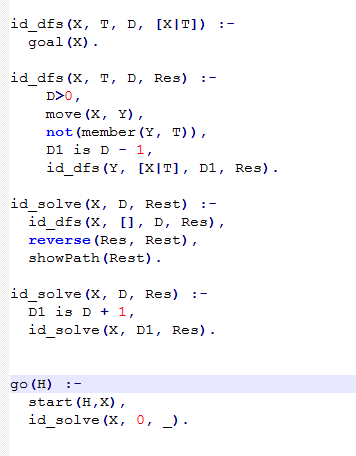 id_dfs(X, T, D, [X|T]) :-
goal(X).
id_dfs(X, T, D, Res) :-
D>0,
move(X, Y),
not(member(Y, T)),
D1 is D - 1,
id_dfs(Y, [X|T], D1, Res).
id_solve(X, D, Rest) :-
id_dfs(X, [], D, Res),
reverse(Res, Rest),
showPath(Rest).
id_solve(X, D, Res) :-
D1 is D + 1,
id_solve(X, D1, Res).
go(H) :-
start(H,X),
id_solve(X, 0, _).